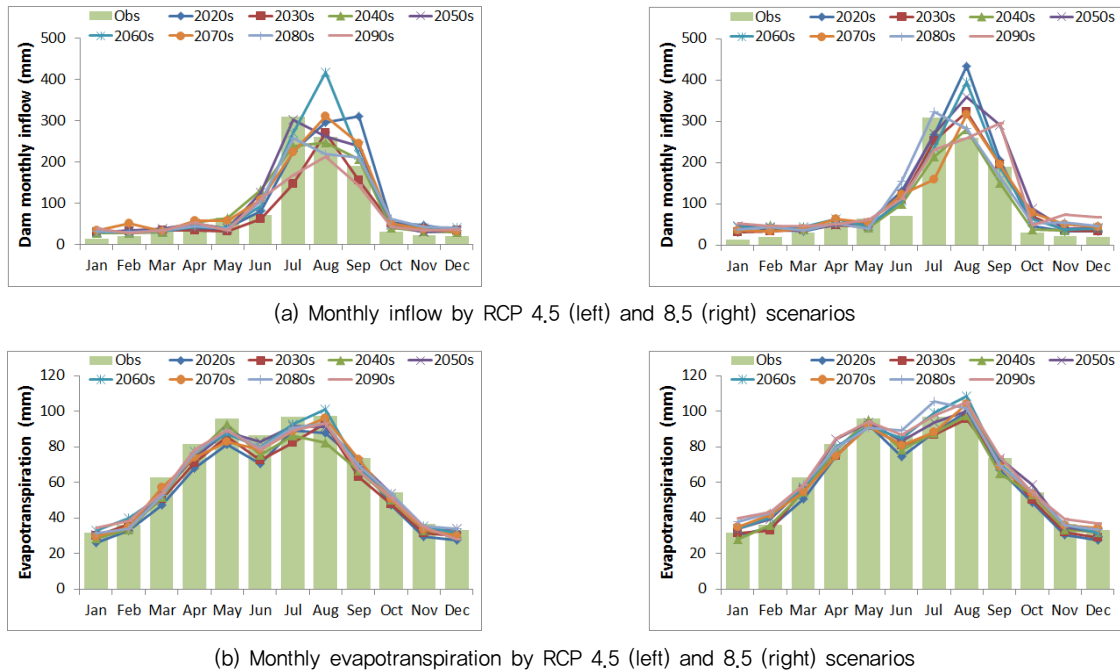 Obs 2020s 2030s 2040s 2050s
2060s 2070s 2080s 2090s
Dam monthly inflow (mm)
500
400
300
200
100
0
Jan Feb Mar Apr May Jun Jul Aug Sep Oct Nov Dec
Obs 2020s 2030s 2040s 2050s
2060s 2070s 2080s 2090s
Dam monthly inflow (mm)
500
400
300
200
100
0
Jan Feb Mar Apr May Jun Jul Aug Sep Oct Nov Dec
(a) Monthly inflow by RCP 4.5 (left) and 8.5 (right) scenarios
Obs 2020s 2030s 2040s 2050s
2060s 2070s 2080s 2090s
Evapotranspiration (mm)
120
100
80
60
40
20
0
Jan Feb Mar Apr May Jun Jul Aug Sep Oct Nov Dec
Obs 2020s 2030s 2040s 2050s
2060s 2070s 2080s 2090s
Evapotranspiration (mm)
120
100
80
60
40
20
0
Jan Feb Mar Apr May Jun Jul Aug Sep Oct Nov Dec
(b) Monthly evapotranspiration by RCP 4.5 (left) and 8.5 (right) scenarios